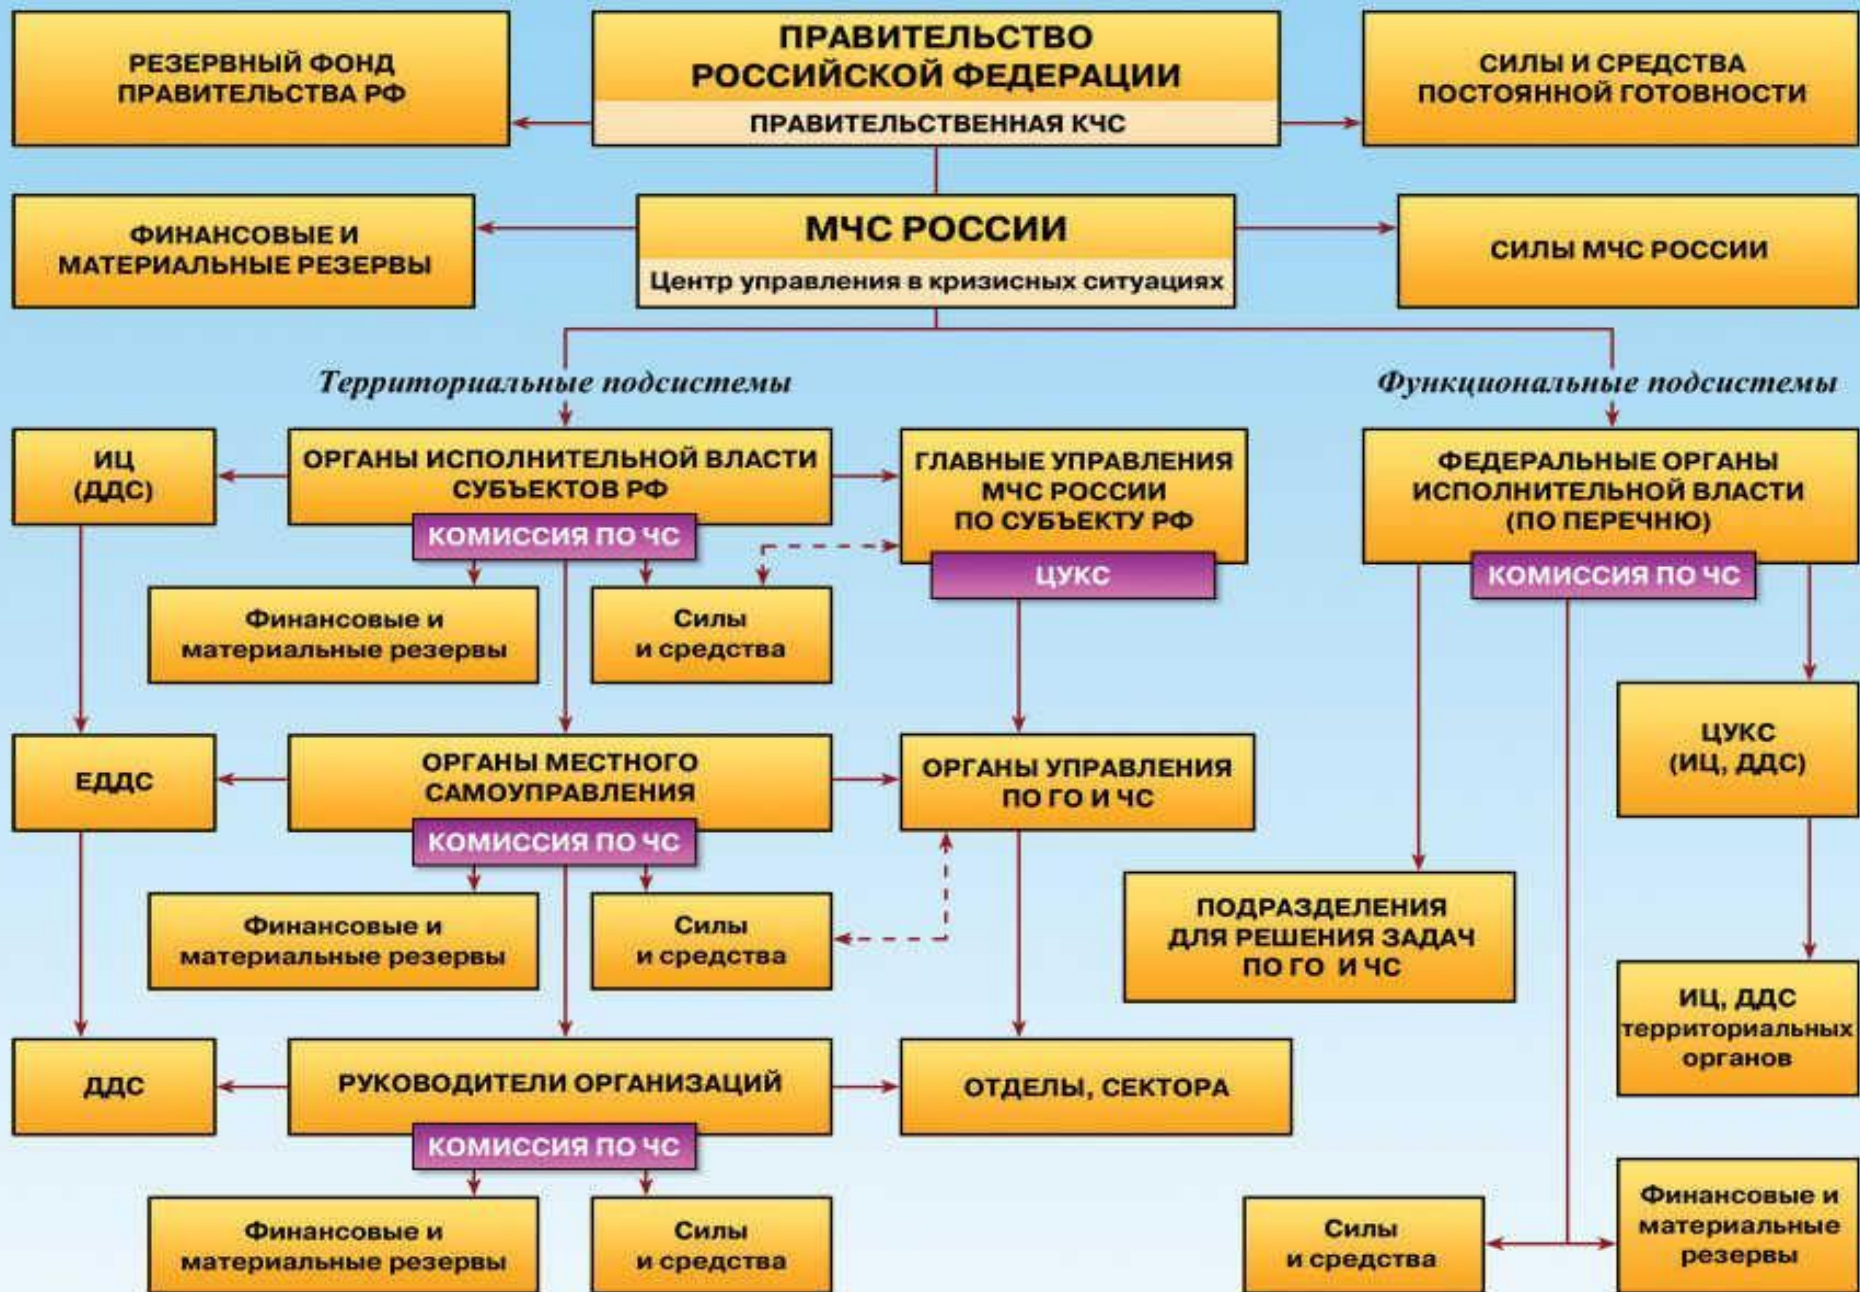 РЕЗЕРВНЫЙ ФОНД
ПРАВИТЕЛЬСТВА РФ
ПРАВИТЕЛЬСТВО
РОССИЙСКОЙ ФЕДЕРАЦИИ
ПРАВИТЕЛЬСТВЕННАЯ КЧС
СИЛЫ И СРЕДСТВА
ПОСТОЯННОЙ ГОТОВНОСТИ
ФИНАНСОВЫЕ И
МАТЕРИАЛЬНЫЕ РЕЗЕРВЫ
МЧС РОССИИ
Центр управления в кризисных ситуациях
СИЛЫ МЧС РОССИИ
Территориальные подсистемы
Функциональные подсистемы
ИЦ
(ДДС)
ОРГАНЫ ИСПОЛНИТЕЛЬНОЙ ВЛАСТИ
СУБЪЕКТОВ РФ
КОМИССИЯ ПО ЧС
ГЛАВНЫЕ УПРАВЛЕНИЯ
МЧС РОССИИ
ПО СУБЪЕКТУ РФ
ЦУКС
ФЕДЕРАЛЬНЫЕ ОРГАНЫ
ИСПОЛНИТЕЛЬНОЙ ВЛАСТИ
(ПО ПЕРЕЧНЮ)
КОМИССИЯ ПО ЧС
Финансовые и
материальные резервы
Силы
и средства
ЕДДС
ОРГАНЫ МЕСТНОГО
САМОУПРАВЛЕНИЯ
КОМИССИЯ ПО ЧС
ОРГАНЫ УПРАВЛЕНИЯ
ПО ГО И ЧС
ЦУКС
(ИЦ, ДДС)
Финансовые и
материальные резервы
Силы
и средства
ПОДРАЗДЕЛЕНИЯ
ДЛЯ РЕШЕНИЯ ЗАДАЧ
ПО ГО И ЧС
ИЦ, ДДС
территориальных
органов
ДДС
РУКОВОДИТЕЛИ ОРГАНИЗАЦИЙ
КОМИССИЯ ПО ЧС
ОТДЕЛЫ, СЕКТОРА
Финансовые и
материальные резервы
Силы
и средства
Силы
и средства
Финансовые и
материальные
резервы